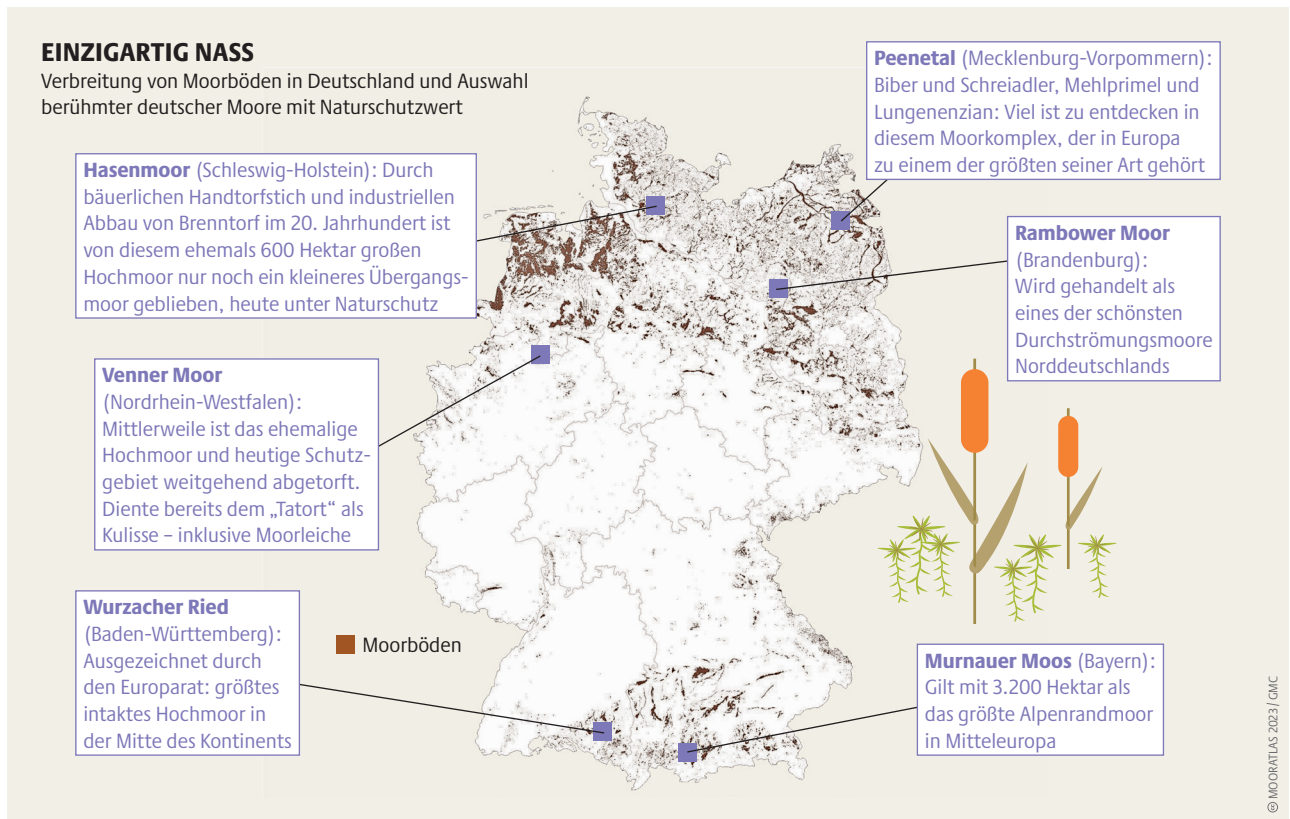 EINZIGARTIG NASS
Verbreitung von Moorböden in Deutschland und Auswahl
berühmter deutscher Moore mit Naturschutzwert
Peenetal (Mecklenburg-Vorpommern):
Biber und Schreiadler, Mehlprimel und
Lungenenzian: Viel ist zu entdecken in
diesem Moorkomplex, der in Europa
zu einem der größten seiner Art gehört
Hasenmoor (Schleswig-Holstein): Durch
bäuerlichen Handtorfstich und industriellen
Abbau von Brenntorf im 20. Jahrhundert ist
von diesem ehemals 600 Hektar großen
Hochmoor nur noch ein kleineres Übergangs-
moor geblieben, heute unter Naturschutz
Rambower Moor
(Brandenburg):
Wird gehandelt als
eines der schönsten
Durchströmungsmoore
Norddeutschlands
Venner Moor
(Nordrhein-Westfalen):
Mittlerweile ist das ehemalige
Hochmoor und heutige Schutz-
gebiet weitgehend abgetorft.
Diente bereits dem „Tatort“ als
Kulisse – inklusive Moorleiche
Wurzacher Ried
(Baden-Württemberg):
Ausgezeichnet durch
den Europarat: größtes
intaktes Hochmoor in
der Mitte des Kontinents
Moorböden
Murnauer Moos (Bayern):
Gilt mit 3.200 Hektar als
das größte Alpenrandmoor
in Mitteleuropa
MOORATLAS 2023 / GMC